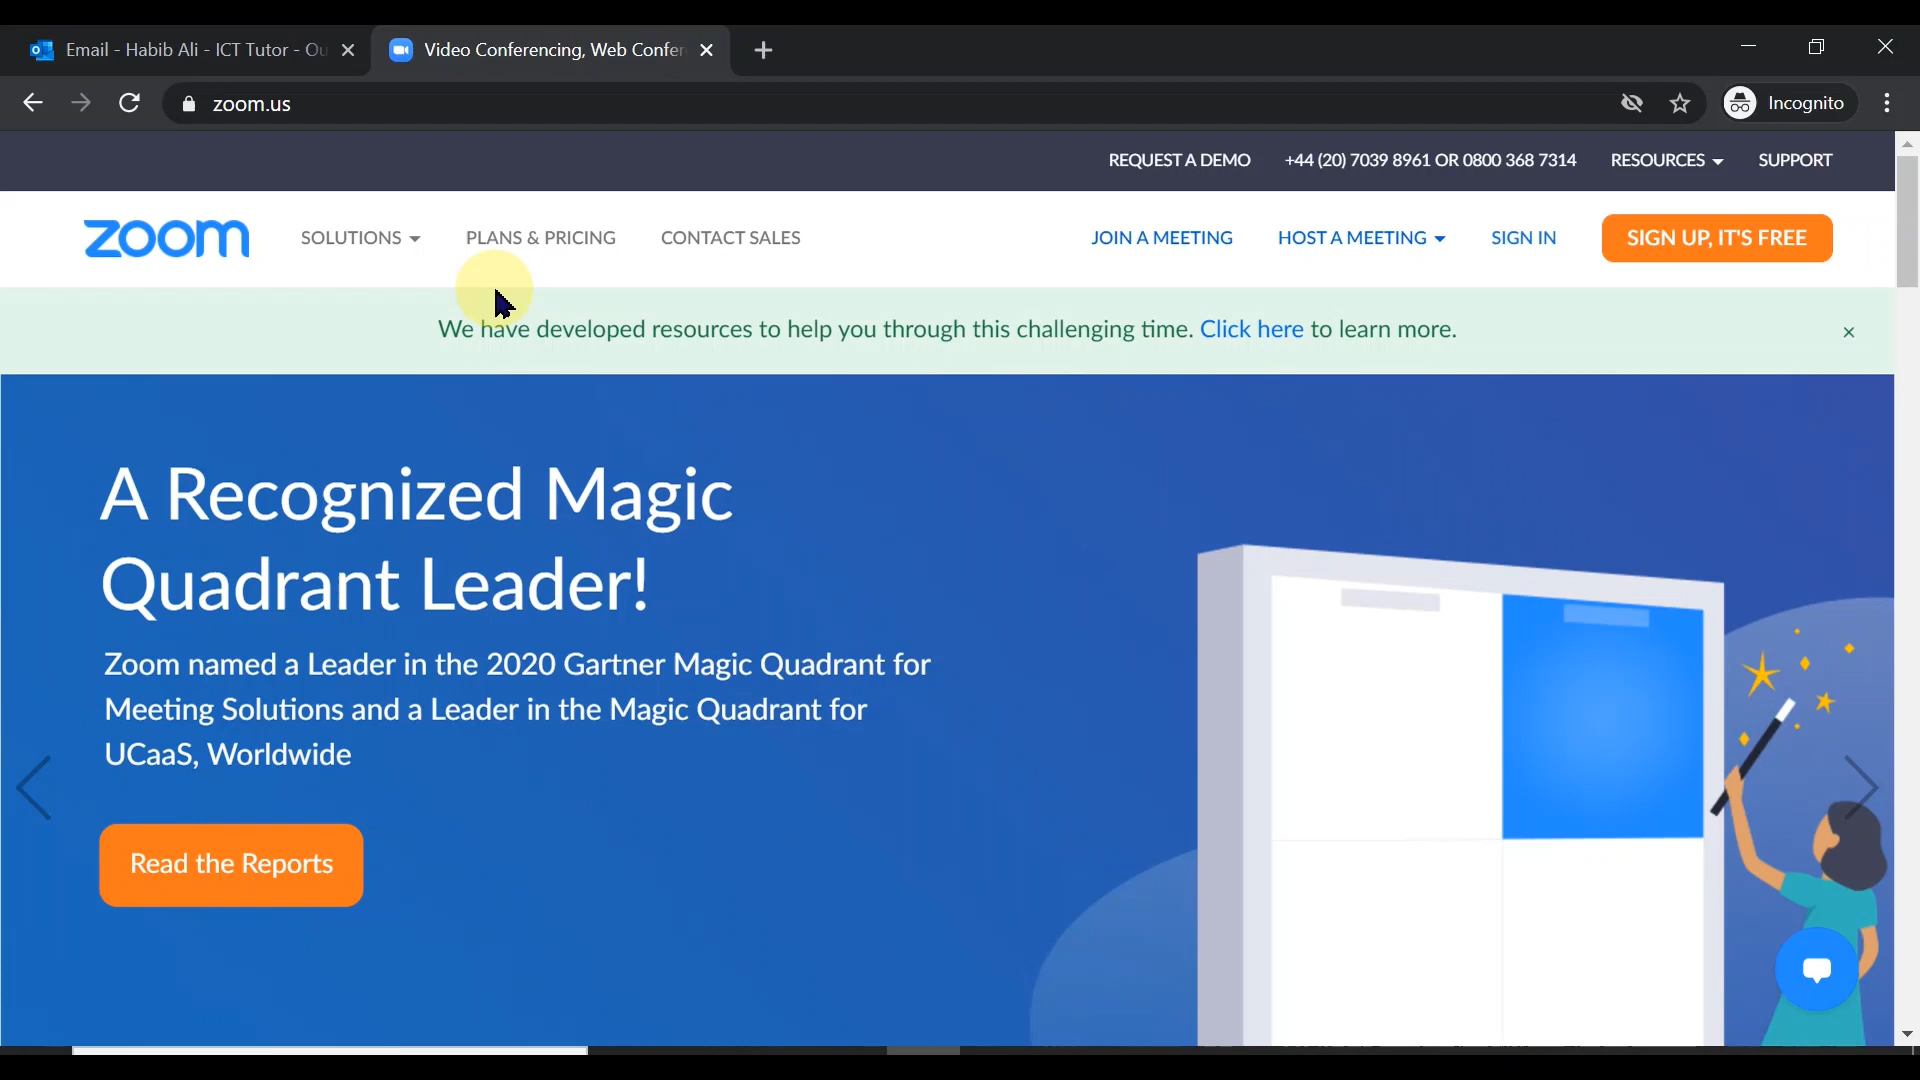 Email - Habib Ali - ICT Tutor - Ou
Video Conferencing, Web Confer
zoom.us
Incognito
REQUEST A DEMO
+44 (20) 7039 8961 OR 0800 368 7314
RESOURCES
SUPPORT
zoom
SOLUTIONS
PLANS & PRICING
CONTACT SALES
JOIN A MEETING
HOST A MEETING
SIGN IN
SIGN UP, IT'S FREE
We have developed resources to help you through this challenging time. Click here to learn more.
A Recognized Magic
Quadrant Leader!
Zoom named a Leader in the 2020 Gartner Magic Quadrant for
Meeting Solutions and a Leader in the Magic Quadrant for
UCaaS, Worldwide
Read the Reports